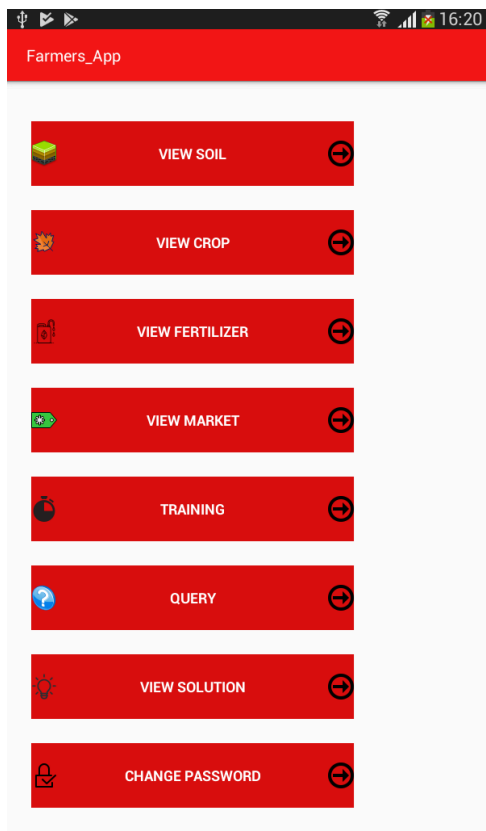 16:20
Farmers_App
VIEW SOIL
VIEW CROP
VIEW FERTILIZER
VIEW MARKET
TRAINING
QUERY
VIEW SOLUTION
CHANGE PASSWORD